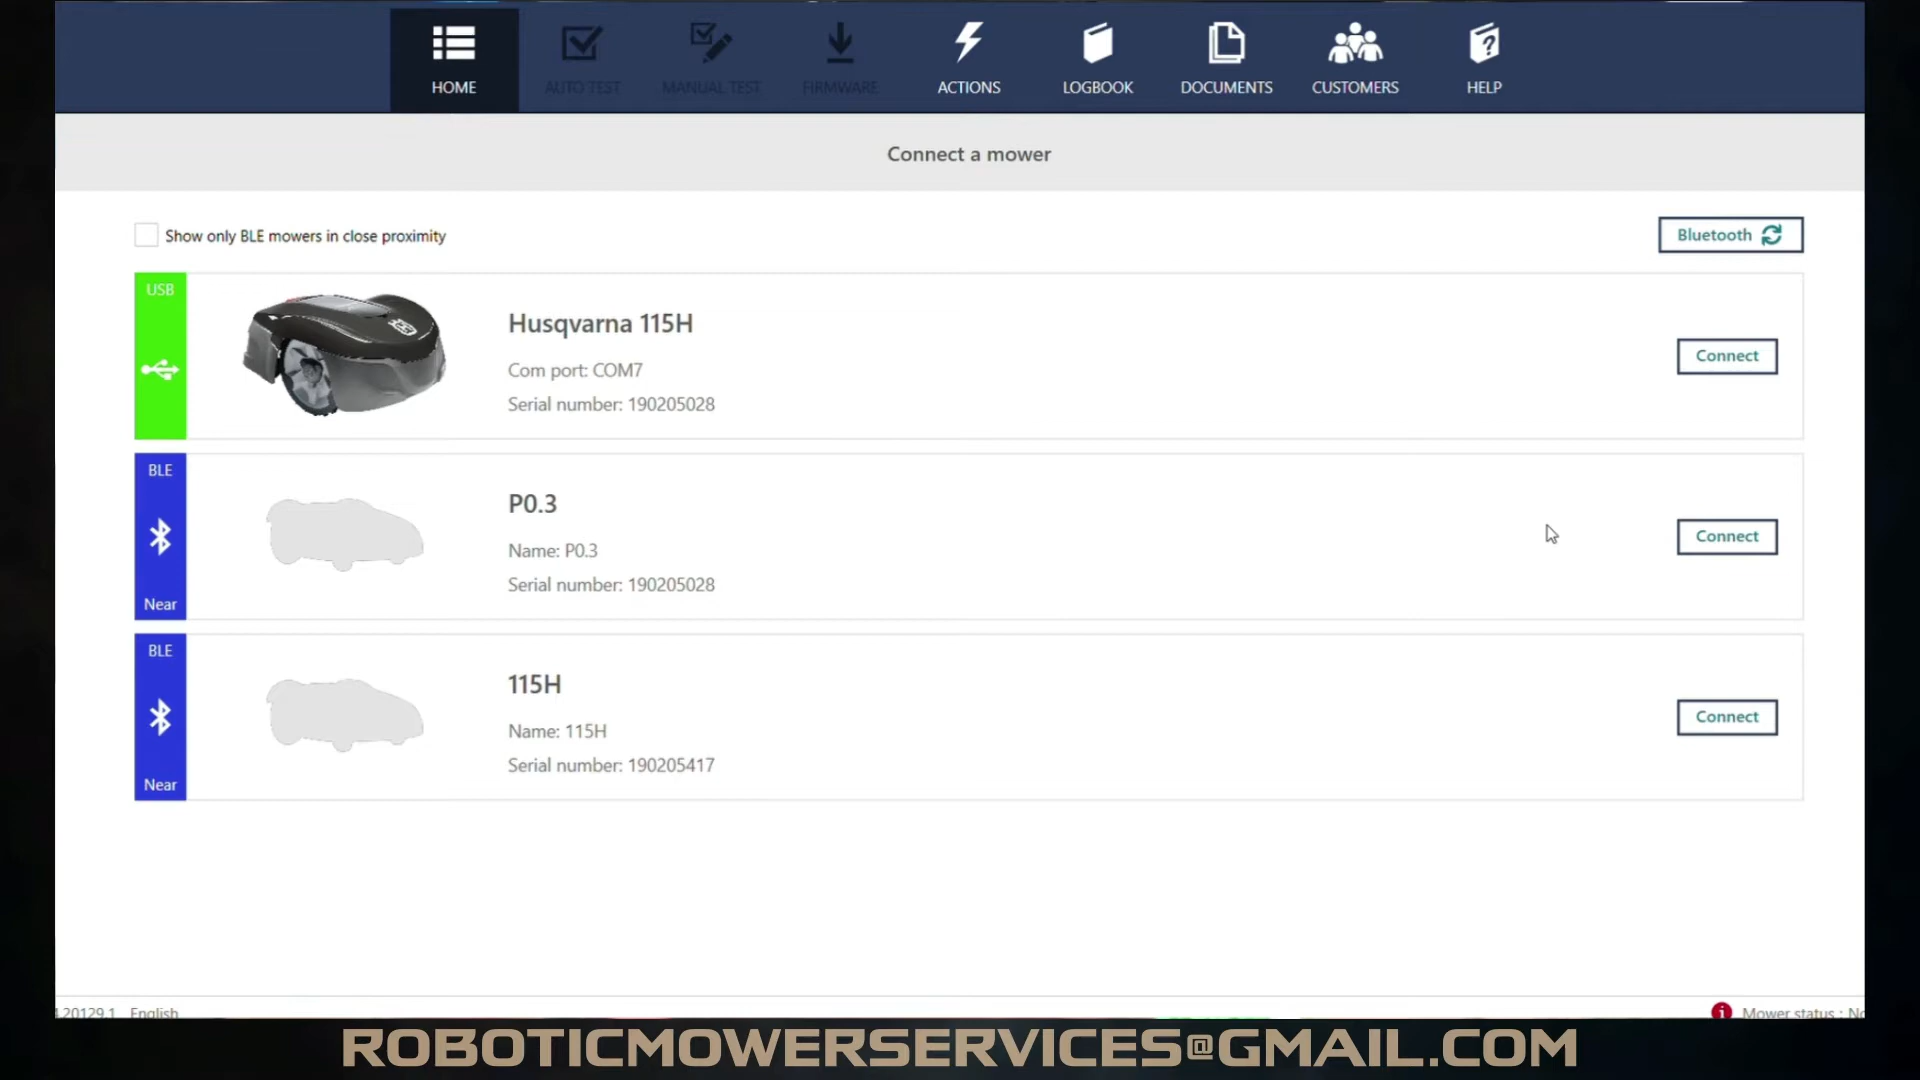 HOME
AUTO TEST
MANUAL TEST
FIRMWARE
ACTIONS
LOGBOOK
DOCUMENTS
CUSTOMERS
HELP
Connect a mower
Show only BLE mowers in close proximity
Bluetooth
USB
Husqvarna 115H
Com port: COM7
Serial number: 190205028
Connect
BLE
Near
P0.3
Name: P0.3
Serial number: 190205028
Connect
BLE
Near
115H
Name: 115H
Serial number: 190205417
Connect
.20129.1 English
Mower status :
ROBOTICMOWERSERVICES@GMAIL.COM